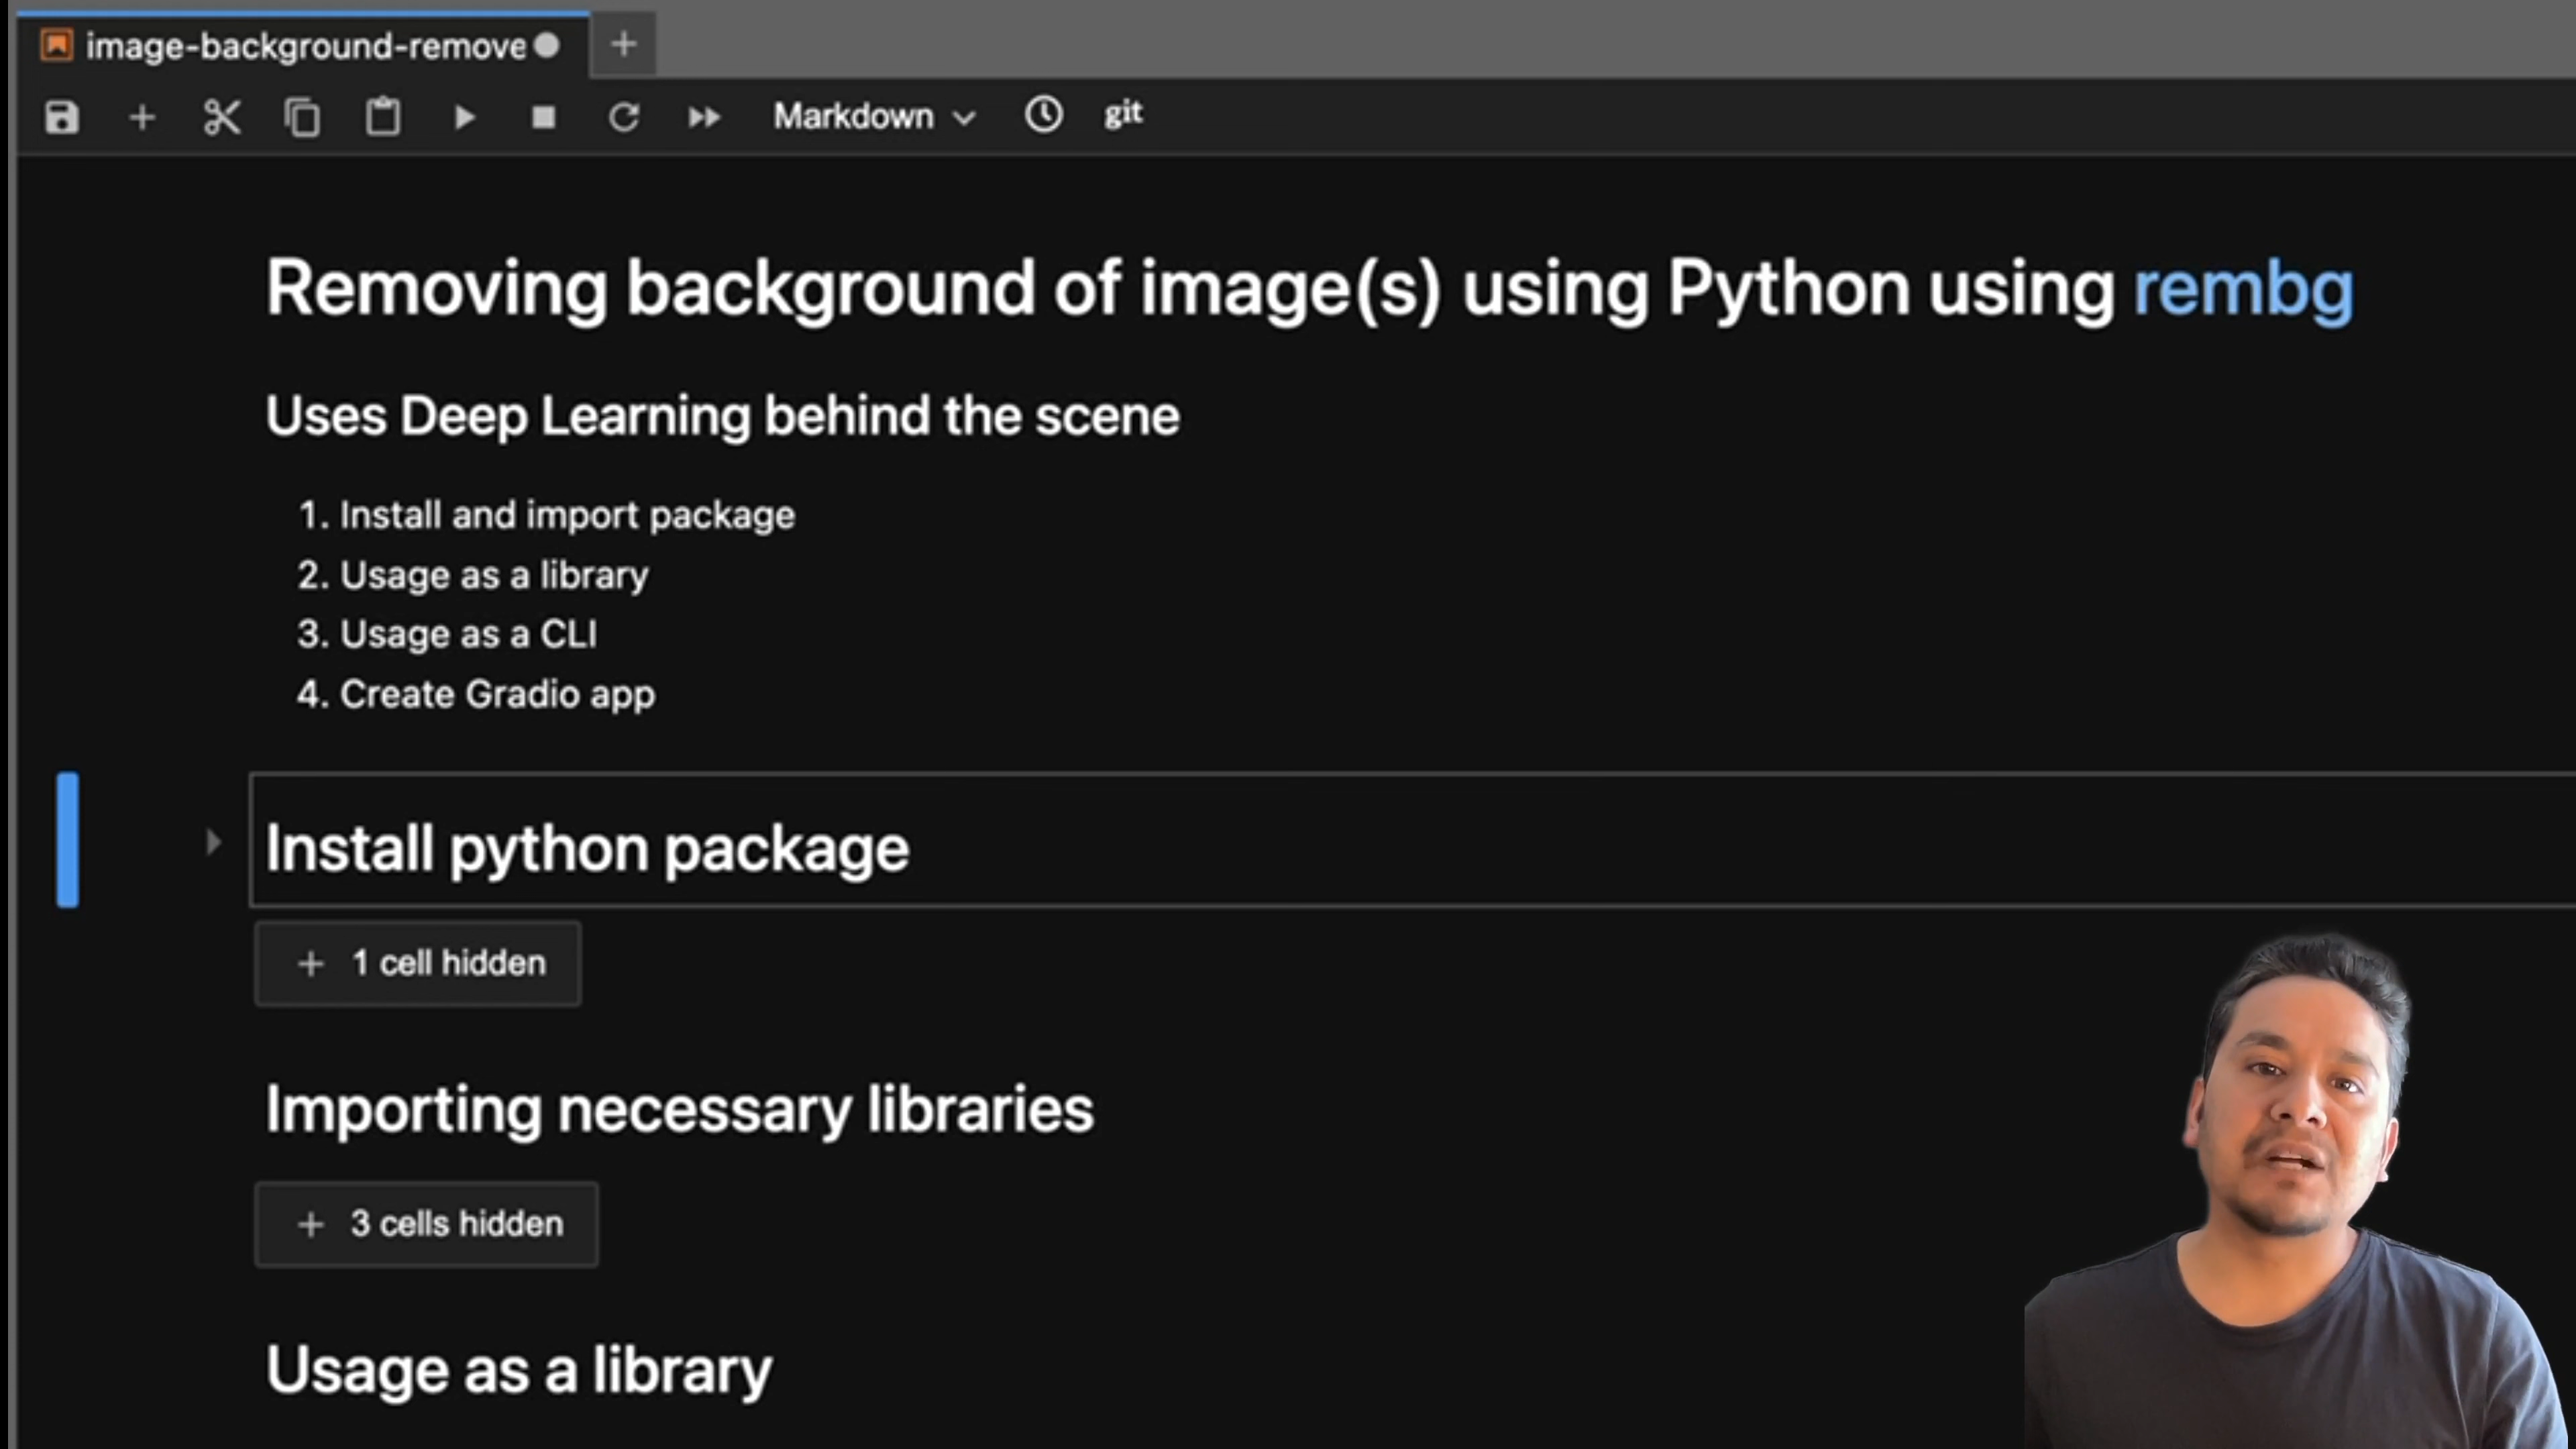 image-background-remove
Markdown
git
Removing background of image(s) using Python using rembg
Uses Deep Learning behind the scene
1. Install and import package
2. Usage as a library
3. Usage as a CLI
4. Create Gradio app
Install python package
1 cell hidden
Importing necessary libraries
3 cells hidden
Usage as a library